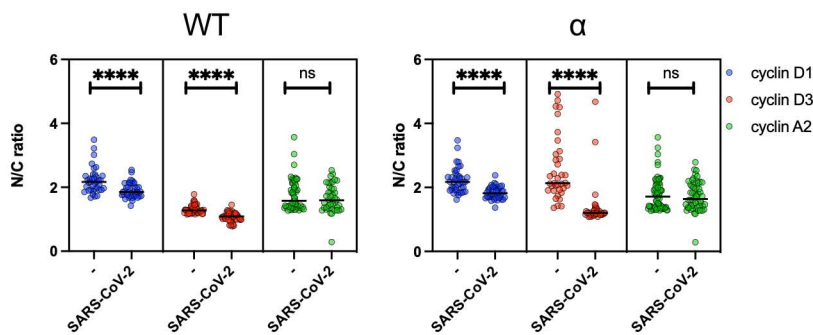 WT
α
N/C ratio
6
4
2
0
****
****
ns
-
SARS-CoV-2
-
SARS-CoV-2
-
SARS-CoV-2
N/C ratio
6
4
2
0
****
****
ns
-
SARS-CoV-2
-
SARS-CoV-2
-
SARS-CoV-2
cyclin D1
cyclin D3
cyclin A2